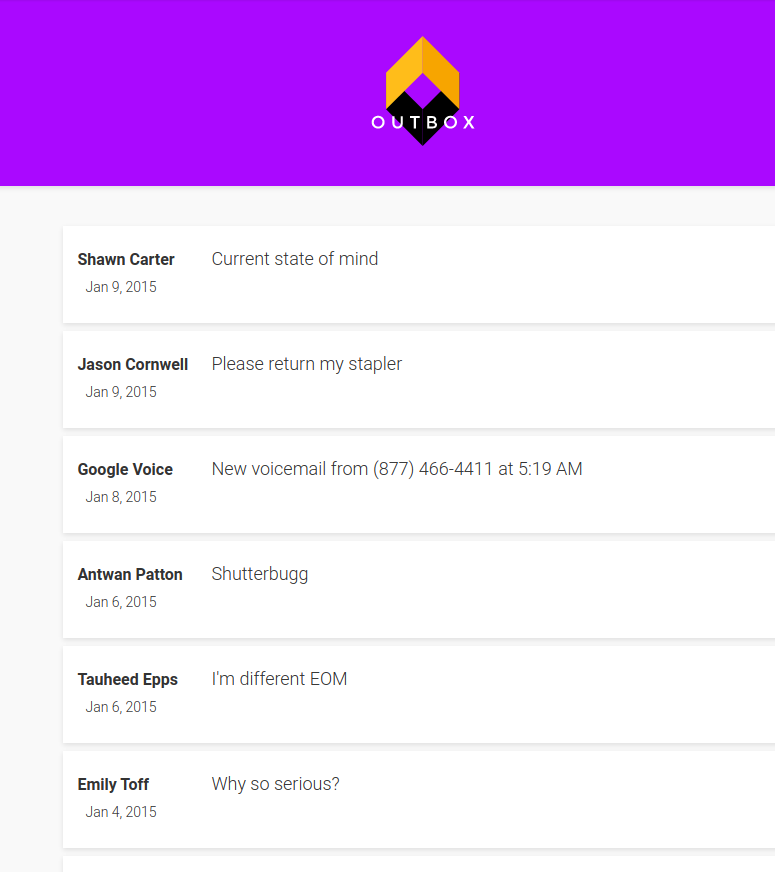 OUTBOX
Shawn Carter Current state of mind
Jan 9, 2015
Jason Cornwell Please return my stapler
Jan 9, 2015
Google Voice New voicemail from (877) 466-4411 at 5:19 AM
Jan 8, 2015
Antwan Patton Shutterbugg
Jan 6, 2015
Tauheed Epps I'm different EOM
Jan 6, 2015
Emily Toff Why so serious?
Jan 4, 2015